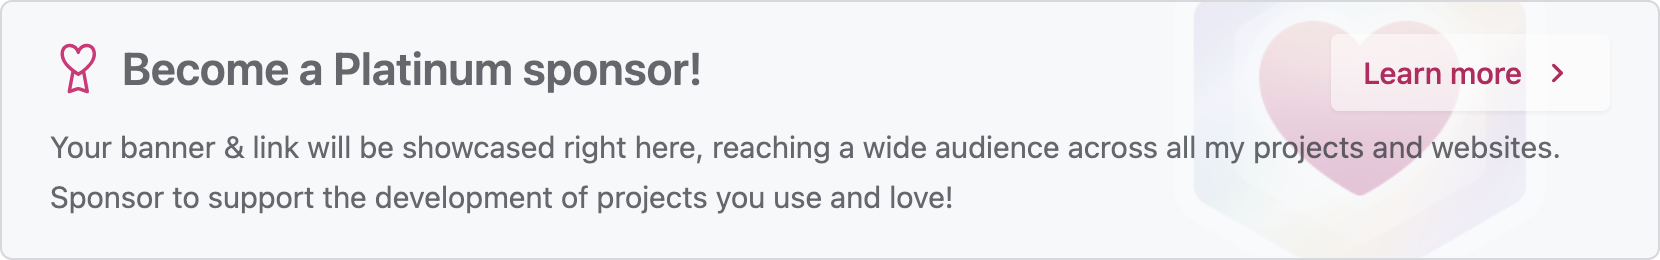 Become a Platinum sponsor!
Learn more
Your banner & link will be showcased right here, reaching a wide audience across all my projects and websites.
Sponsor to support the development of projects you use and love!